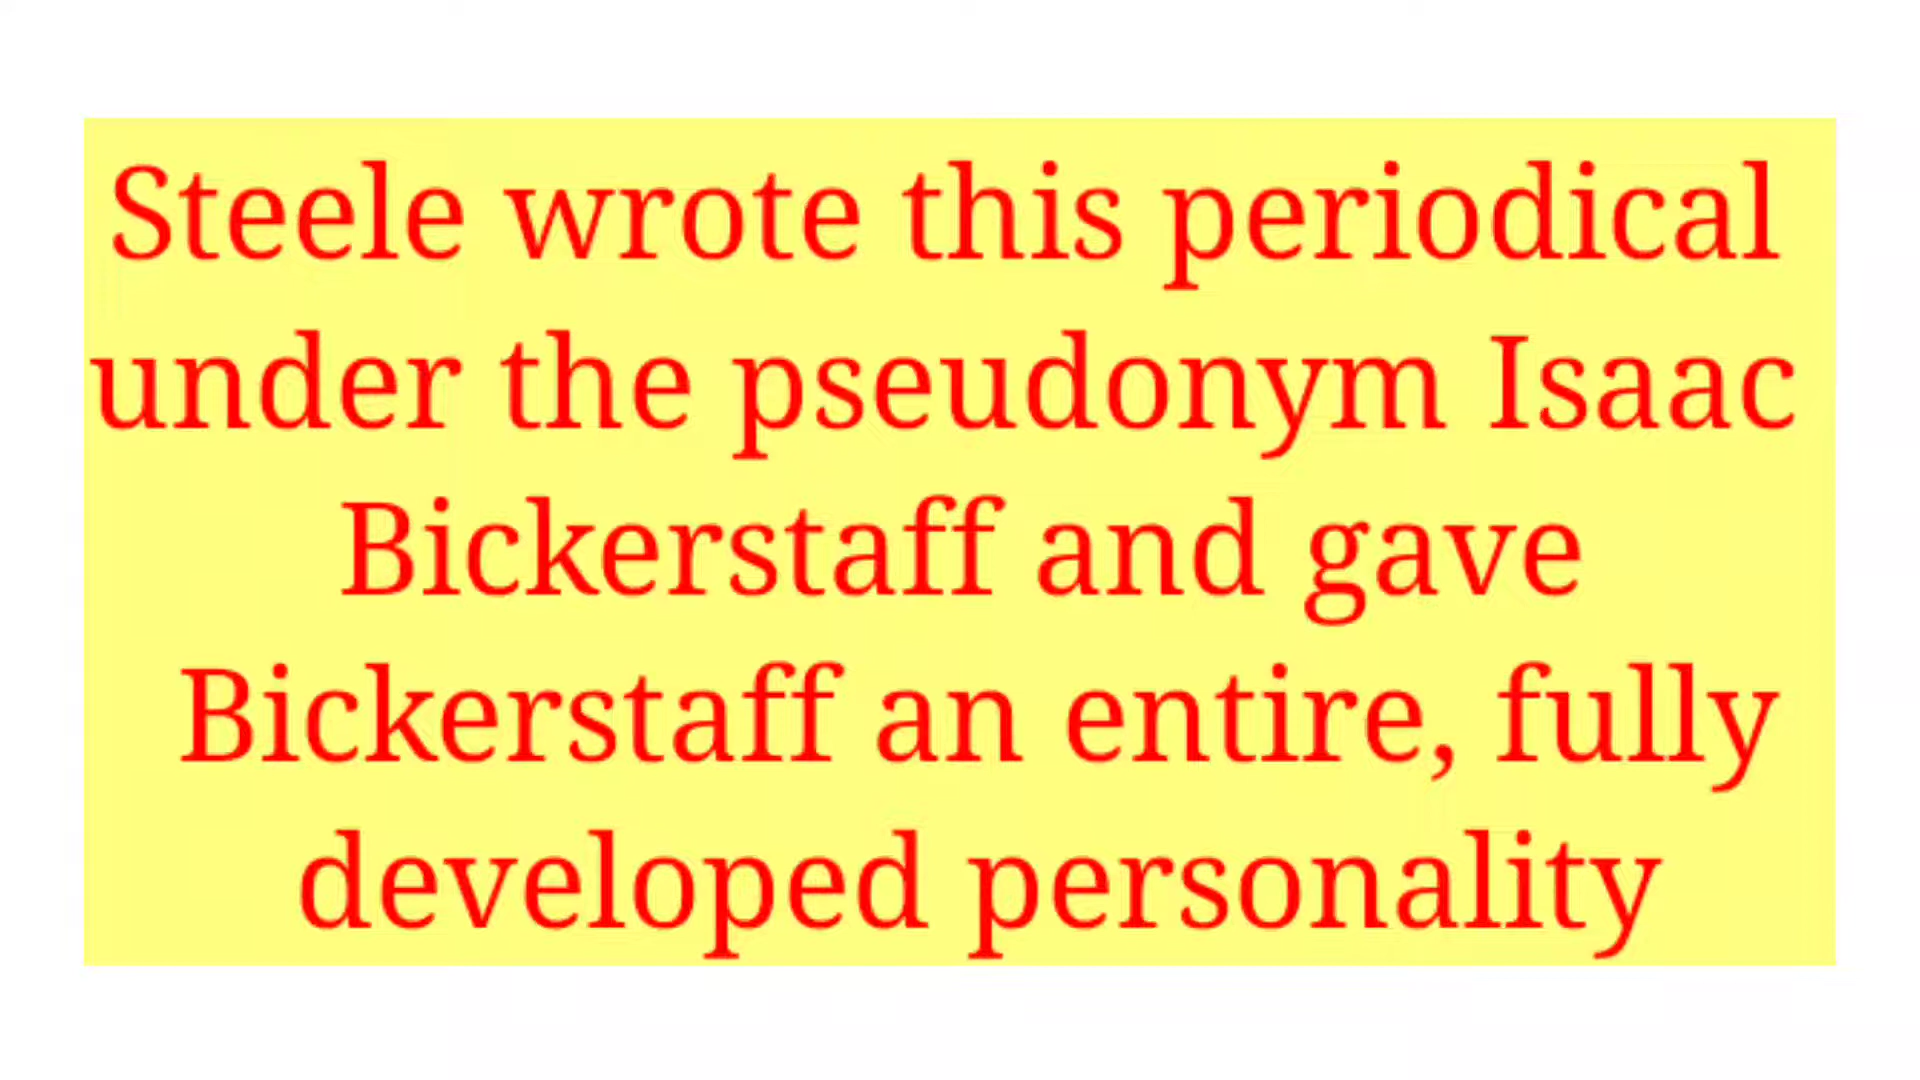 Steele wrote this periodical
under the pseudonym Isaac
Bickerstaff and gave
Bickerstaff an entire, fully
developed personality